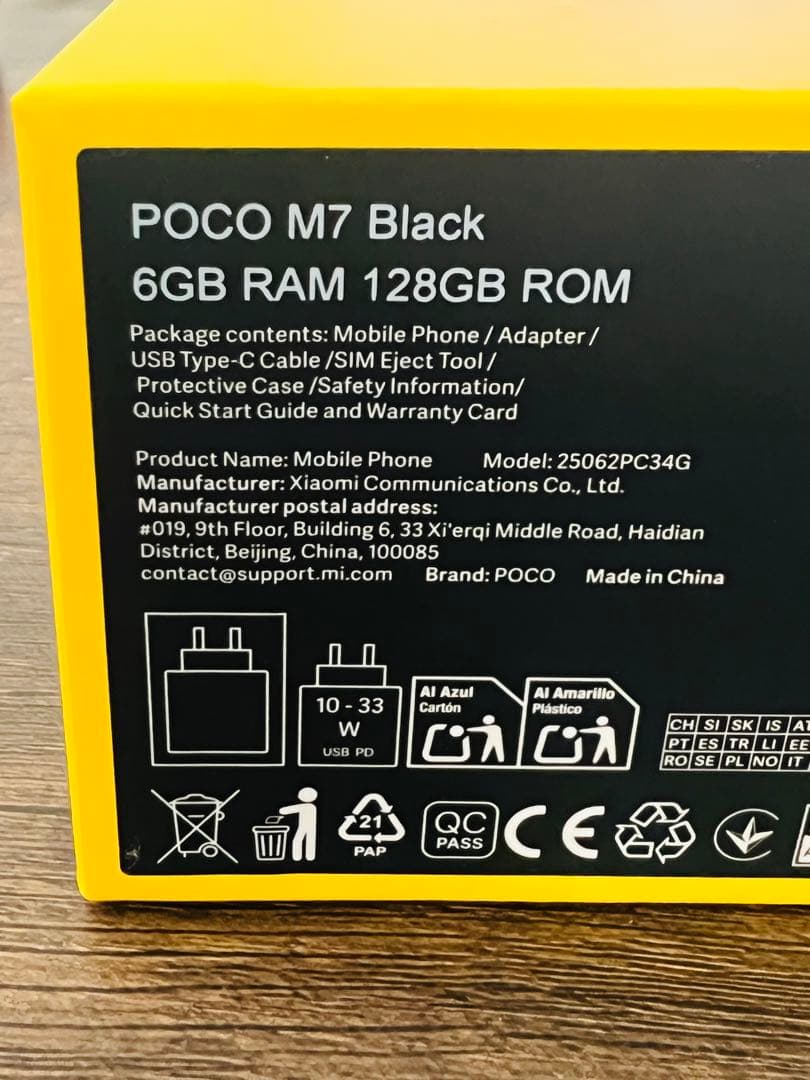 POCO M7 Black
6GB RAM 128GB ROM
Package contents: Mobile Phone / Adapter /
USB Type-C Cable /SIM Eject Tool /
Protective Case /Safety Information/
Quick Start Guide and Warranty Card
Product Name: Mobile Phone Model: 25062PC34G
Manufacturer: Xiaomi Communications Co., Ltd.
Manufacturer postal address:
#019, 9th Floor, Building 6, 33 Xi'erqi Middle Road, Haidian
District, Beijing, China, 100085
contact@support.mi.com Brand: POCO Made in China
10 - 33
W
USB PD
Al Azul
Cartón
Al Amarillo
Plástico
CH SI SK IS AT
PT ES TR LI EE
RO SE PL NO IT
21
PAP
QC
PASS
CE